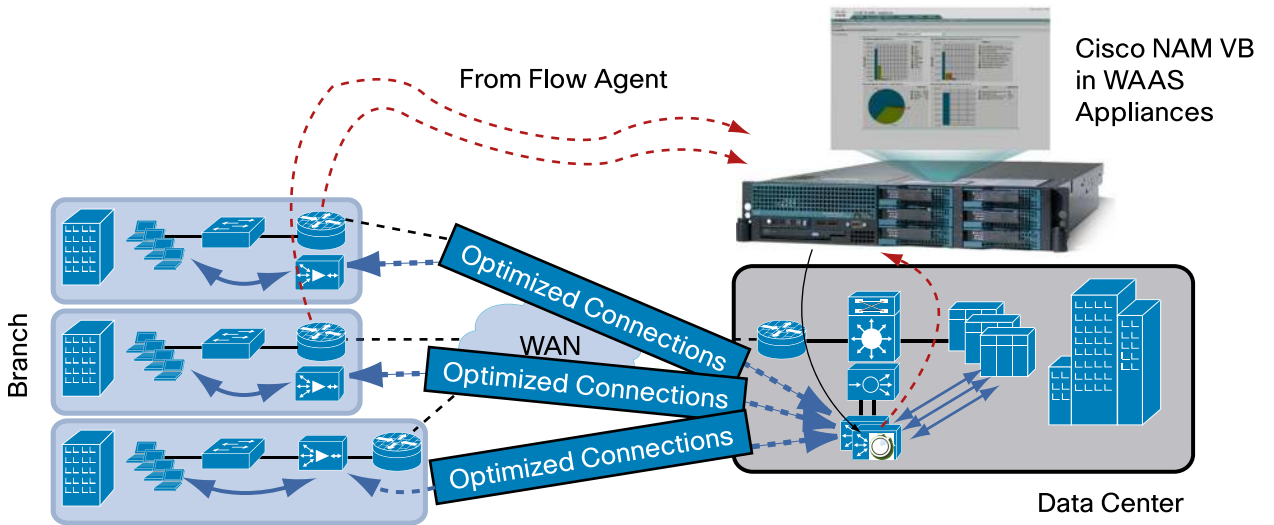 From Flow Agent
Cisco NAM VB
in WAAS
Appliances
Branch
Optimized Connections
WAN
Optimized Connections
Optimized Connections
Data Center